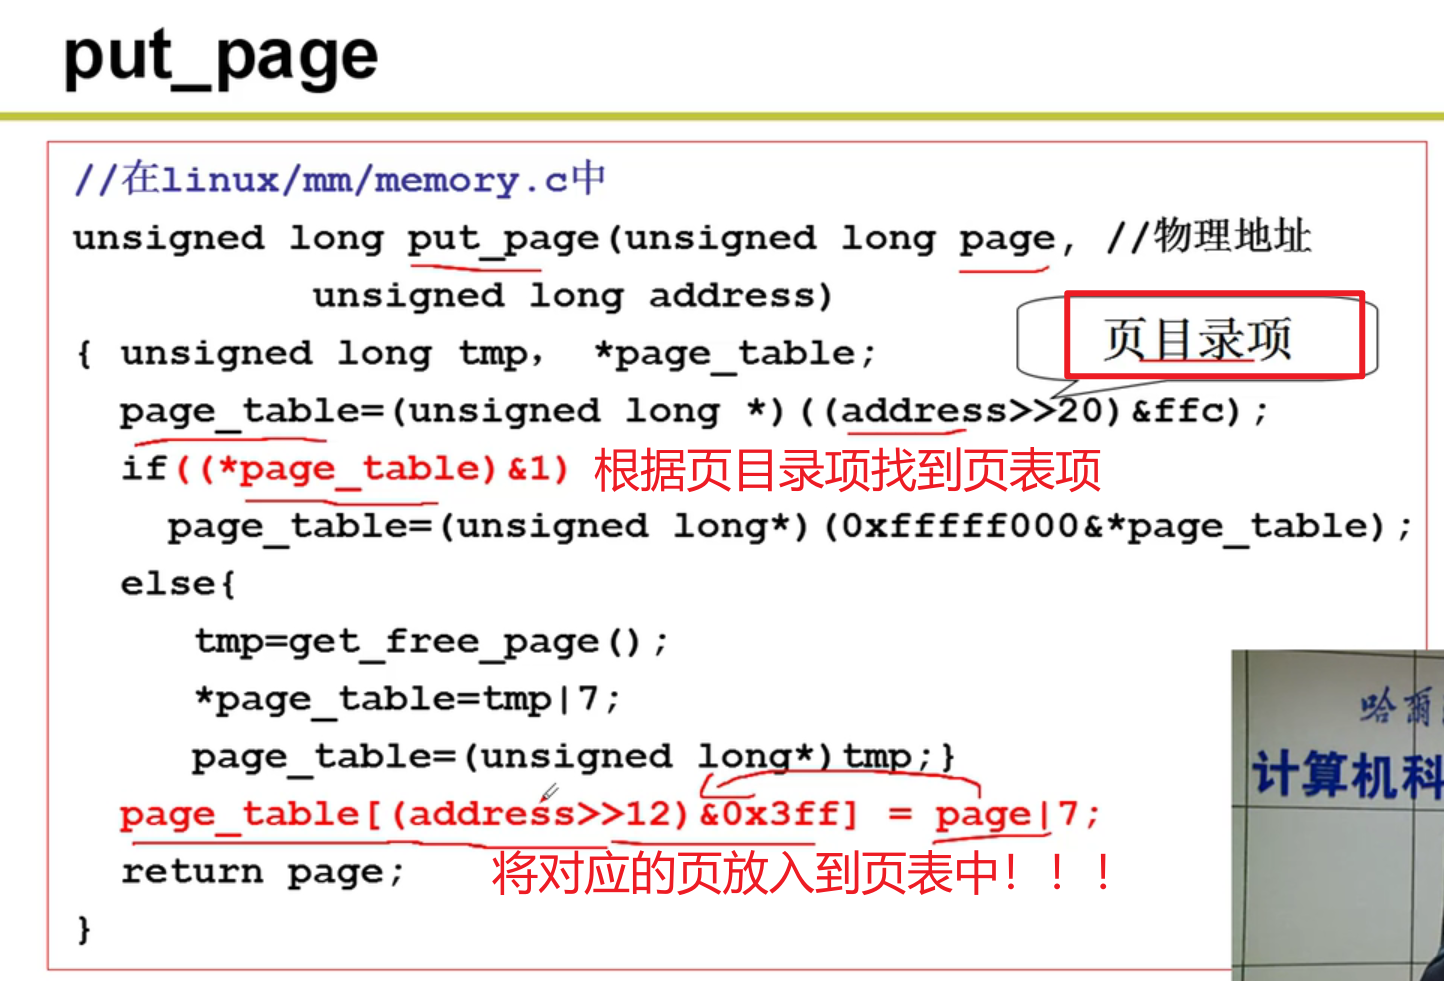 put_page
//在linux/mm/memory.c中
unsigned long put_page(unsigned long page, //物理地址
unsigned long address)
页目录项
{ unsigned long tmp, *page_table;
page_table=(unsigned long *)((address>>20)&ffc);
if((*page_table)&1) 根据页目录项找到页表项
page_table=(unsigned long*)(0xfffff000&*page_table);
else{
tmp=get_free_page();
*page_table=tmp|7;
page_table=(unsigned long*)tmp;}
page_table[(address>>12)&0x3ff] = page|7;
return page; 将对应的页放入到页表中！！！
}
哈爾
计算机科